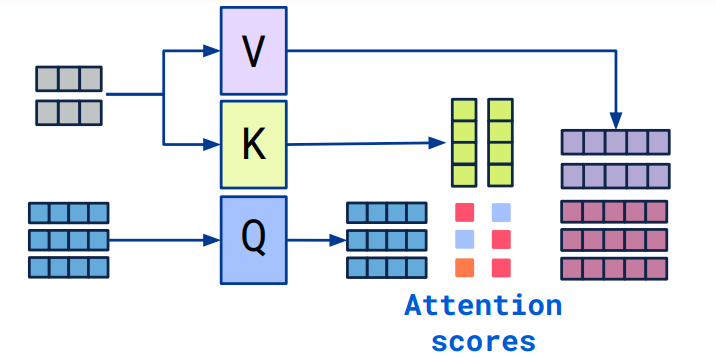 V
K
Q
Attention
scores